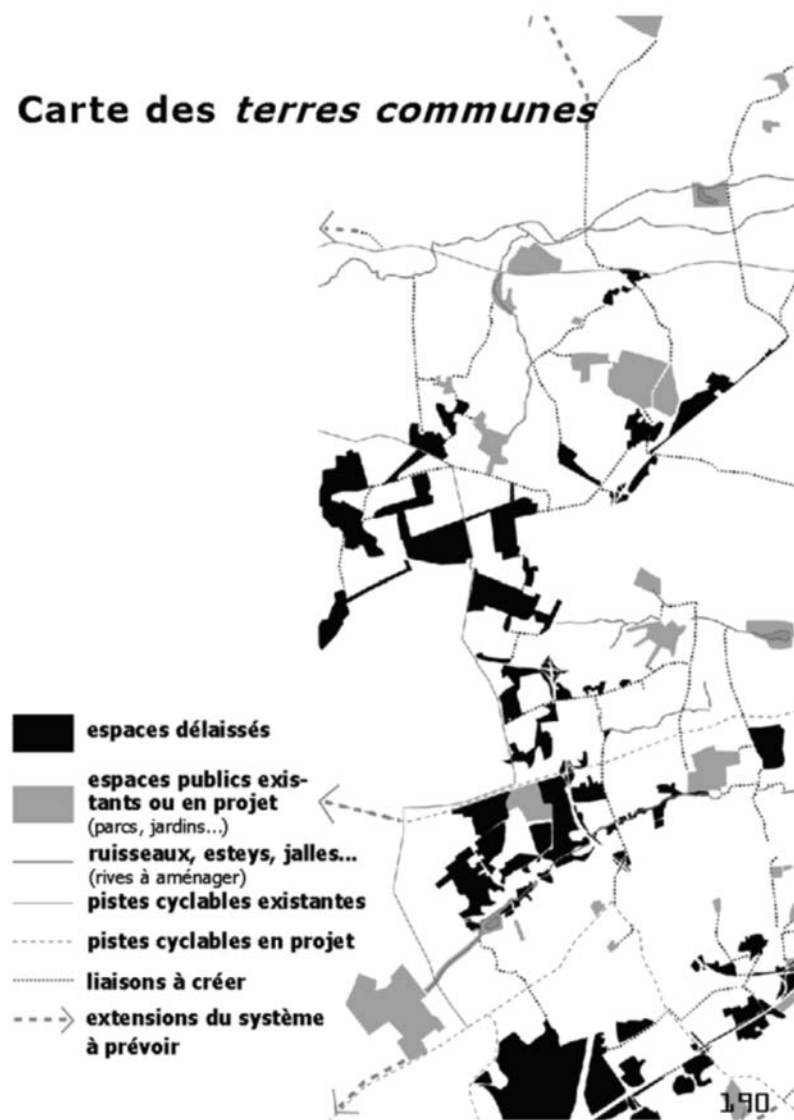 Carte des terres communes
espaces délaissés
espaces publics exis-
tants ou en projet
(parcs, jardins...)
ruisseaux, esteys, jalles...
(rives à aménager)
pistes cyclables existantes
pistes cyclables en projet
liaisons à créer
extensions du système
à prévoir
190